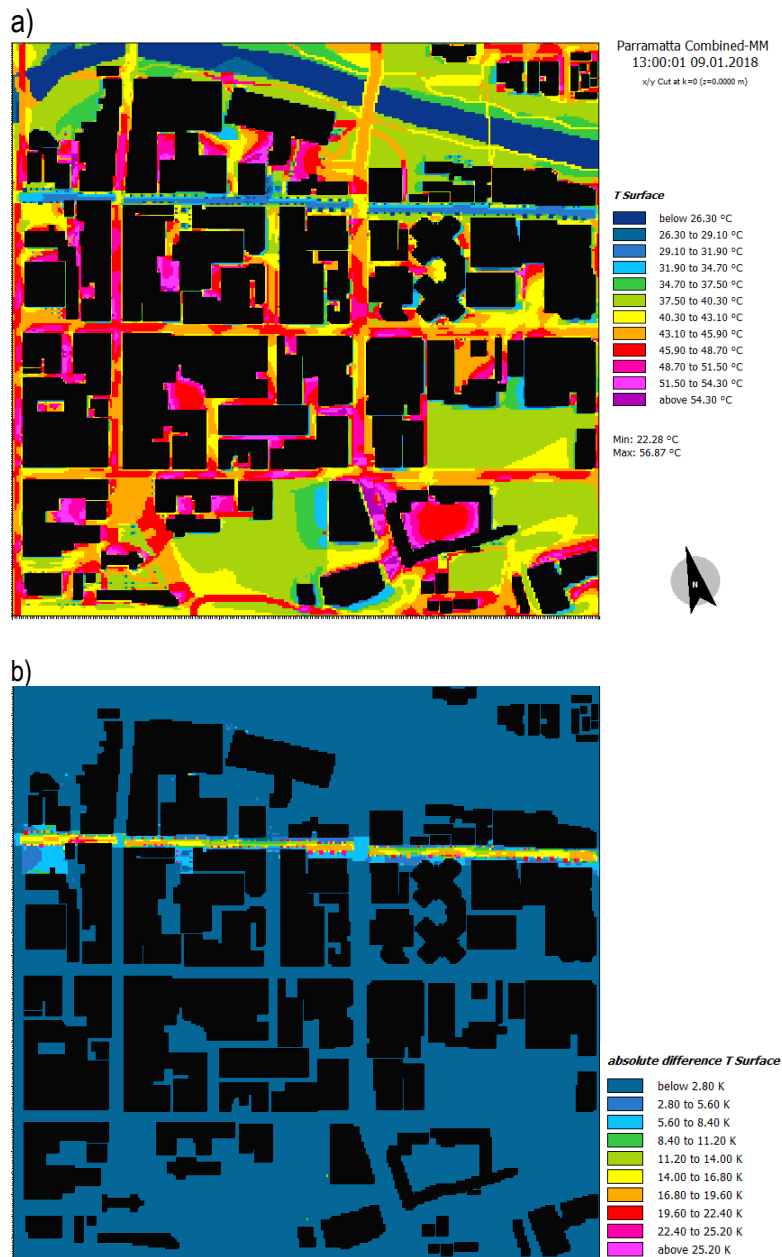 a)
Parramatta Combined-MM
13:00:01 09.01.2018
x/y Cut at k=0 (z=0.0000 m)
T Surface
below 26.30 °C
26.30 to 29.10 °C
29.10 to 31.90 °C
31.90 to 34.70 °C
34.70 to 37.50 °C
37.50 to 40.30 °C
40.30 to 43.10 °C
43.10 to 45.90 °C
45.90 to 48.70 °C
48.70 to 51.50 °C
51.50 to 54.30 °C
above 54.30 °C
Min: 22.28 °C
Max: 56.87 °C
N
b)
absolute difference T Surface
below 2.80 K
2.80 to 5.60 K
5.60 to 8.40 K
8.40 to 11.20 K
11.20 to 14.00 K
14.00 to 16.80 K
16.80 to 19.60 K
19.60 to 22.40 K
22.40 to 25.20 K
above 25.20 K